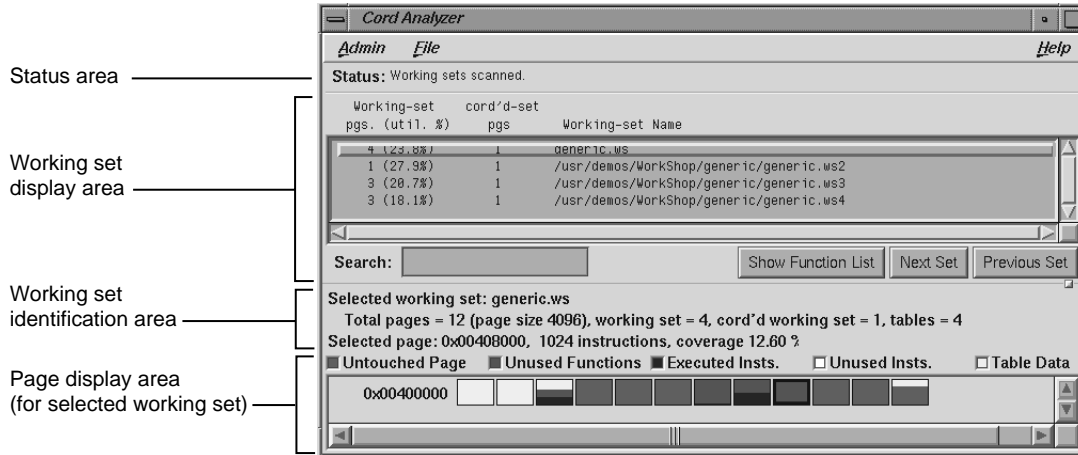 Cord Analyzer
Admin File Help
Status area
Status: Working sets scanned.
Working-set cord'd-set
pgs. (util. %) pgs Working-set Name
Working set
display area
4 (23.8%) 1 generic.ws
1 (27.9%) 1 /usr/demos/WorkShop/generic/generic.ws2
3 (20.7%) 1 /usr/demos/WorkShop/generic/generic.ws3
3 (18.1%) 1 /usr/demos/WorkShop/generic/generic.ws4
Search: Show Function List Next Set Previous Set
Working set
identification area
Selected working set: generic.ws
Total pages = 12 (page size 4096), working set = 4, cord'd working set = 1, tables = 4
Selected page: 0x00408000, 1024 instructions, coverage 12.60 %
Untouched Page Unused Functions Executed Insts. Unused Insts. Table Data
Page display area
(for selected working set)
0x00400000